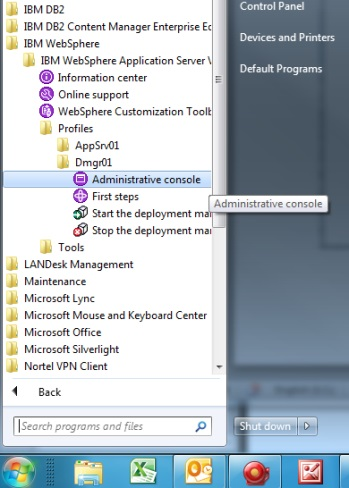 IBM DB2
IBM DB2 Content Manager Enterprise Ec
IBM WebSphere
IBM WebSphere Application Server V
Information center
Online support
WebSphere Customization Toolb
Profiles
AppSrv01
Dmgr01
Administrative console
First steps
Start the deployment ma
Stop the deployment ma
Tools
LANDesk Management
Maintenance
Microsoft Lync
Microsoft Mouse and Keyboard Center
Microsoft Office
Microsoft Silverlight
Nortel VPN Client
Back
Search programs and files
Control Panel
Devices and Printers
Default Programs
Administrative console
Shut down